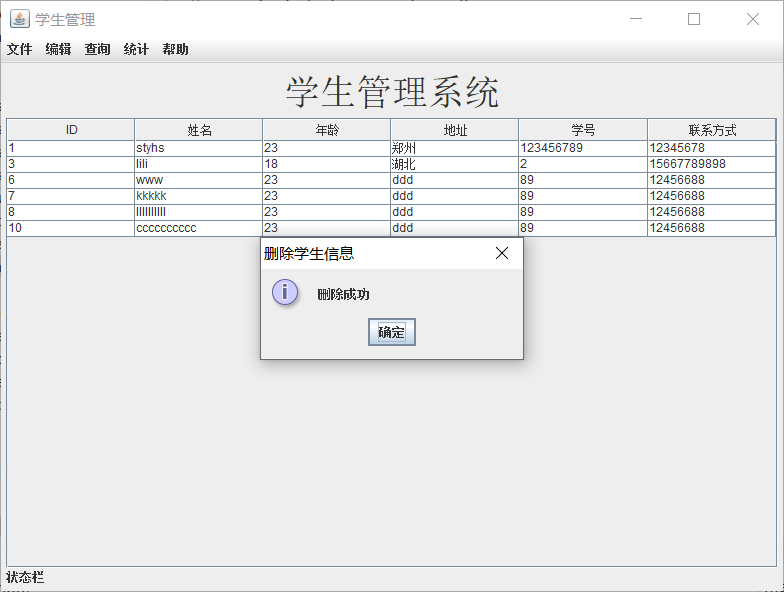 学生管理
文件 编辑 查询 统计 帮助
学生管理系统
ID 姓名 年龄 地址 学号 联系方式
1 styhs 23 郑州 123456789 12345678
3 lili 18 湖北 2 15667789898
6 www 23 ddd 89 12456688
7 kkkkk 23 ddd 89 12456688
8 llllllllll 23 ddd 89 12456688
10 cccccccccc 23 ddd 89 12456688
删除学生信息
删除成功
确定
状态栏